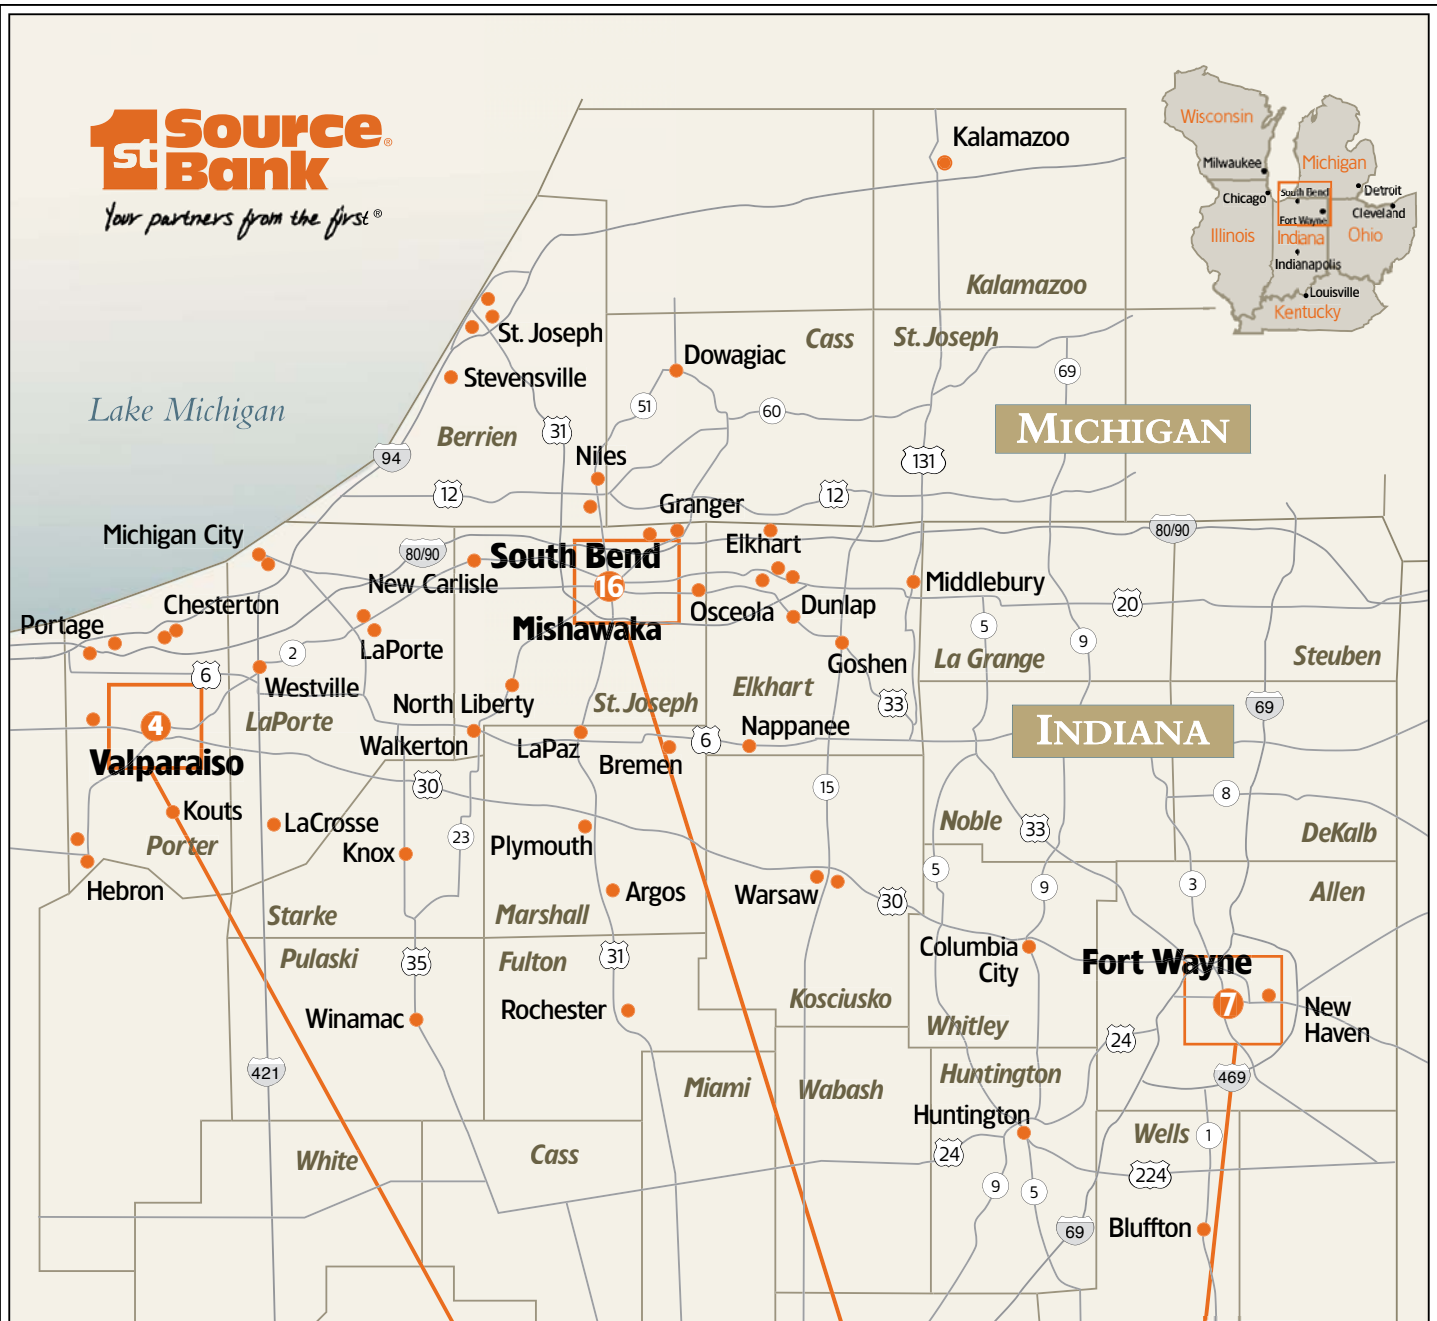 1st Source Bank®
Your partners from the first®
Wisconsin
Milwaukee
Michigan
Chicago
South Bend
Detroit
Fort Wayne
Cleveland
Illinois
Indiana
Ohio
Indianapolis
Louisville
Kentucky
Kalamazoo
Kalamazoo
St. Joseph
Cass
St. Joseph
Dowagiac
Stevensville
69
Lake Michigan
51
60
Berrien
31
MICHIGAN
94
Niles
131
12
Granger
12
Michigan City
80/90
South Bend
Elkhart
80/90
New Carlisle
16
Middlebury
Chesterton
Osceola
Dunlap
20
Portage
Mishawaka
5
9
LaPorte
2
Goshen
La Grange
Steuben
6
Westville
North Liberty
St. Joseph
Elkhart
33
69
LaPorte
4
Walkerton
LaPaz
6
Nappanee
INDIANA
Valparaiso
Bremen
30
15
8
Kouts
LaCrosse
23
Noble
33
DeKalb
Porter
Knox
Plymouth
5
9
3
Hebron
Argos
Warsaw
30
Allen
Starke
Marshall
Columbia
City
Fort Wayne
Pulaski
35
Fulton
31
Kosciusko
7
New
Haven
Winamac
Rochester
Whitley
24
421
Miami
Wabash
Huntington
469
Huntington
White
Cass
24
Wells
1
9
5
224
69
Bluffton